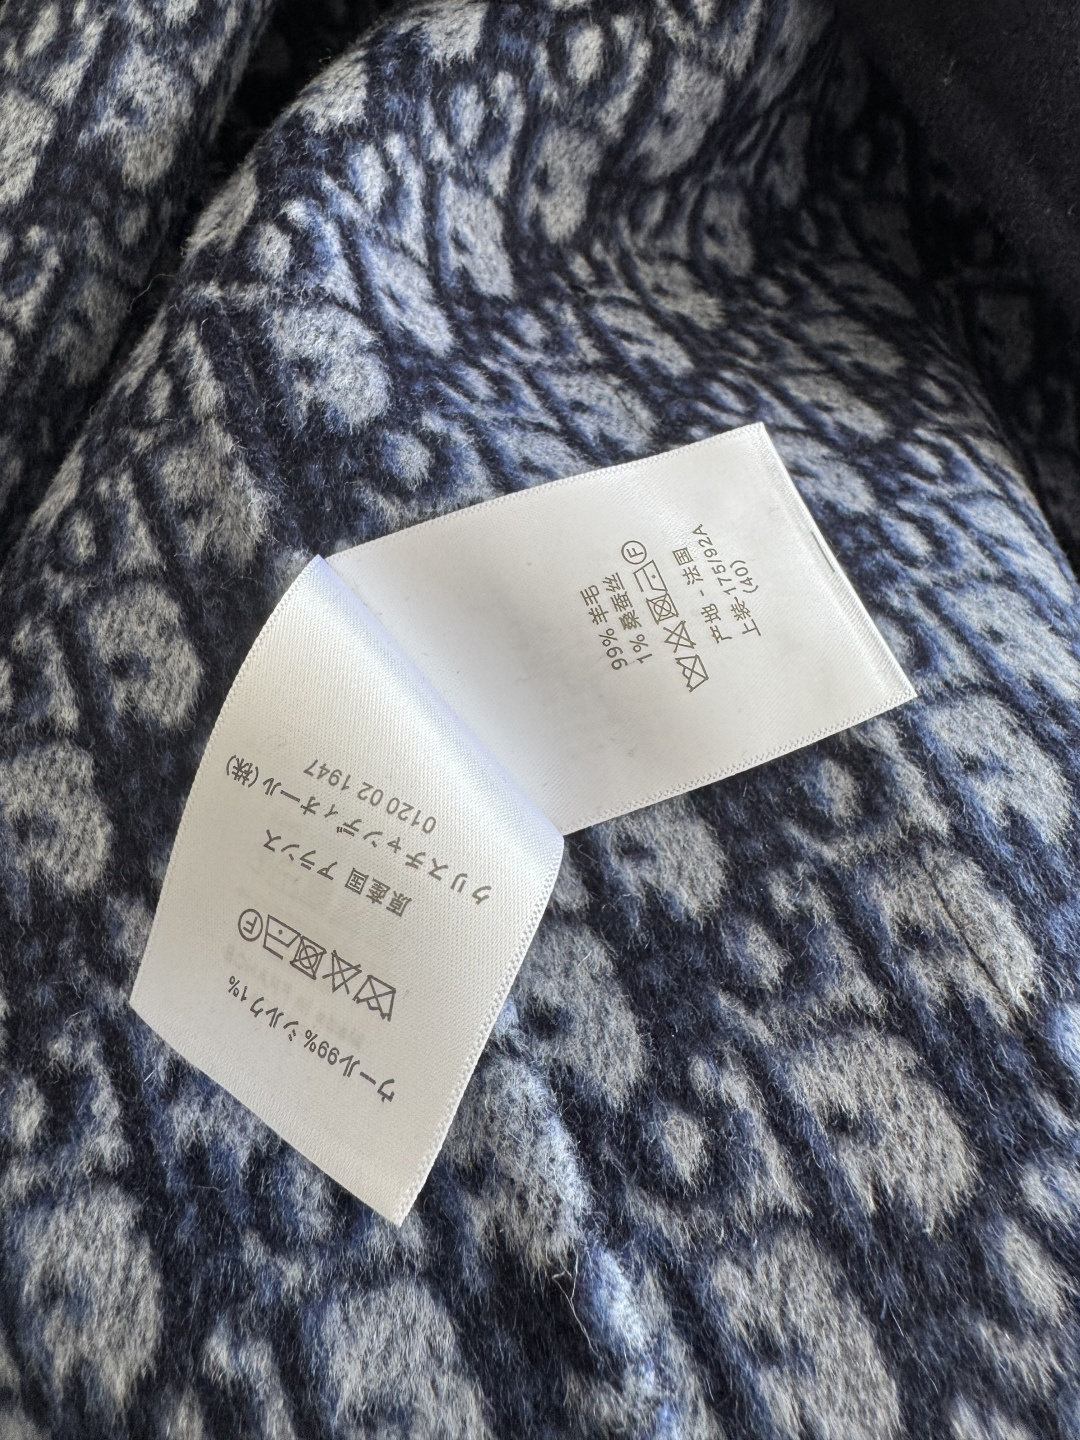 99% 羊毛
1% 桑蚕丝
F
产地 - 法国
上装-175/92A
(40)
ウール99% シルク1%
F
原産国 フランス
クリスチャンディオール(株)
0120 02 1947